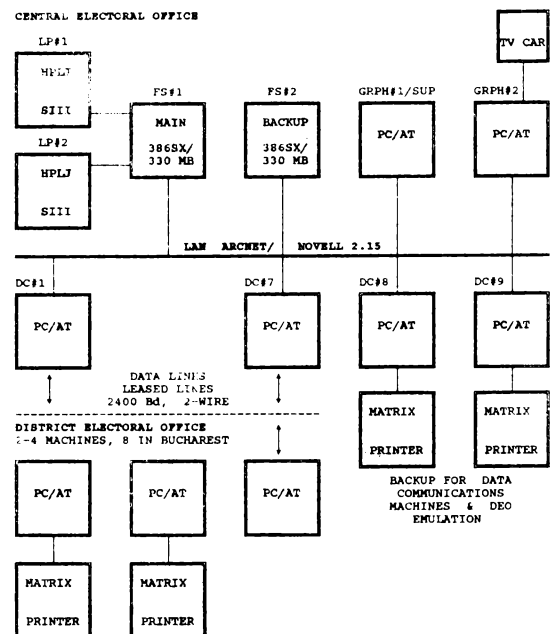 CENTRAL ELECTORAL OFFICE
LP#1
HPLJ
SIII
LP#2
HPLJ
SIII
FS#1
MAIN
386SX/
330 MB
FS#2
BACKUP
386SX/
330 MB
GRPH#1/SUP
PC/AT
TV CAR
GRPH#2
PC/AT
LAN ARCNET/ NOVELL 2.15
DC#1
PC/AT
DC#7
PC/AT
DC#8
PC/AT
DC#9
PC/AT
DATA LINES
LEASED LINES
2400 Bd, 2-WIRE
MATRIX
PRINTER
MATRIX
PRINTER
BACKUP FOR DATA
COMMUNICATIONS
MACHINES & DEO
EMULATION
DISTRICT ELECTORAL OFFICE
2-4 MACHINES, 8 IN BUCHAREST
PC/AT
PC/AT
PC/AT
MATRIX
PRINTER
MATRIX
PRINTER